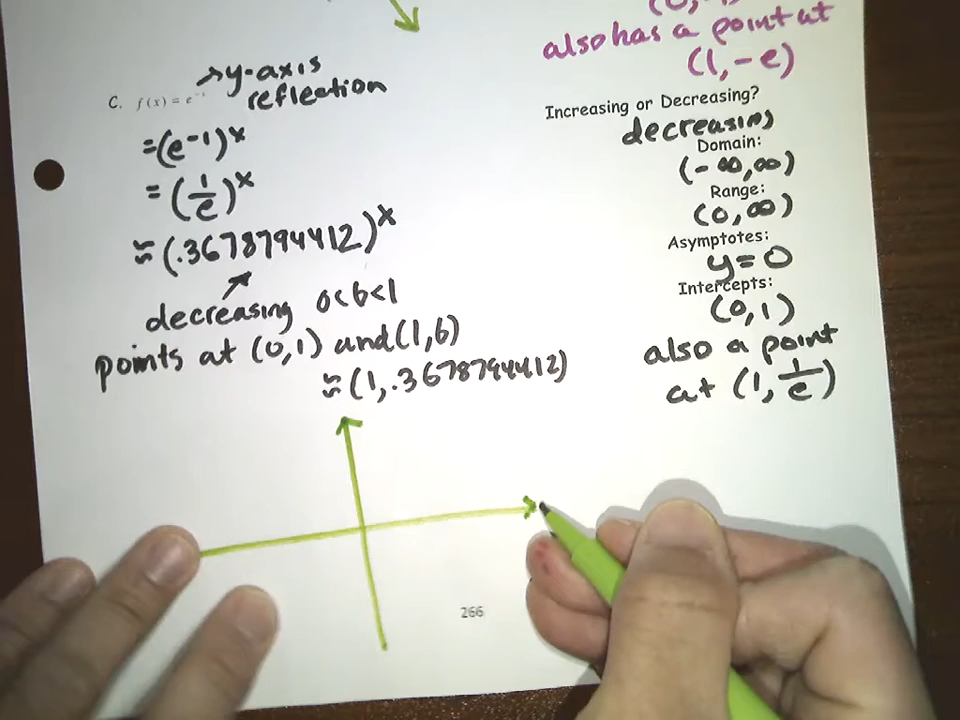 also has a point at
(1, -e)
y-axis
reflection
C. f(x) = e⁻ˣ
=(e⁻¹)ˣ
=(1/e)ˣ
≈(.3678794412)ˣ
decreasing 0<b<1
points at (0,1) and (1,b)
≈(1,.3678794412)
Increasing or Decreasing?
decreasing
Domain:
(-∞,∞)
Range:
(0,∞)
Asymptotes:
y=0
Intercepts:
(0,1)
also a point
at (1, 1/e)
266